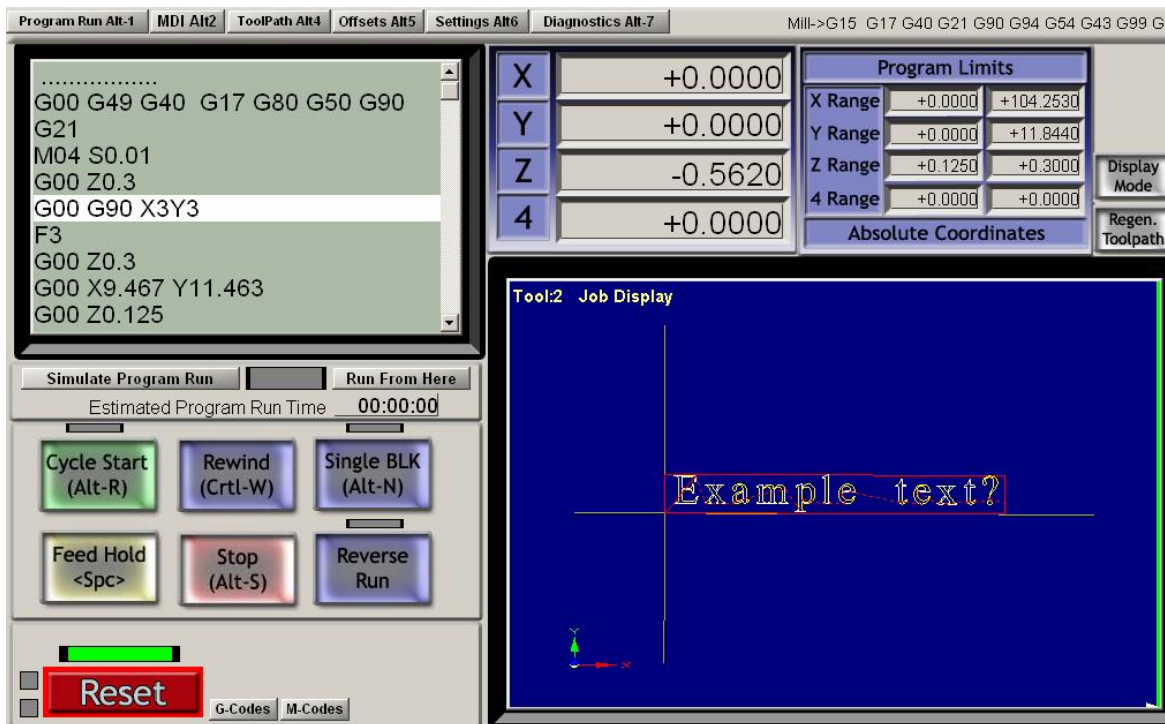 Program Run Alt-1 MDI Alt2 ToolPath Alt4 Offsets Alt5 Settings Alt6 Diagnostics Alt-7 Mill->G15 G17 G40 G21 G90 G94 G54 G43 G99 G
.................
G00 G49 G40 G17 G80 G50 G90
G21
M04 S0.01
G00 Z0.3
G00 G90 X3Y3
F3
G00 Z0.3
G00 X9.467 Y11.463
G00 Z0.125
X +0.0000
Y +0.0000
Z -0.5620
4 +0.0000
Program Limits
X Range +0.0000 +104.2530
Y Range +0.0000 +11.8440
Z Range +0.1250 +0.3000
4 Range +0.0000 +0.0000
Absolute Coordinates
Display
Mode
Regen.
Toolpath
Simulate Program Run Run From Here
Estimated Program Run Time 00:00:00
Cycle Start
(Alt-R)
Rewind
(Crtl-W)
Single BLK
(Alt-N)
Feed Hold
<Spc>
Stop
(Alt-S)
Reverse
Run
Reset
G-Codes M-Codes
Tool:2 Job Display
Example text?
Y
X